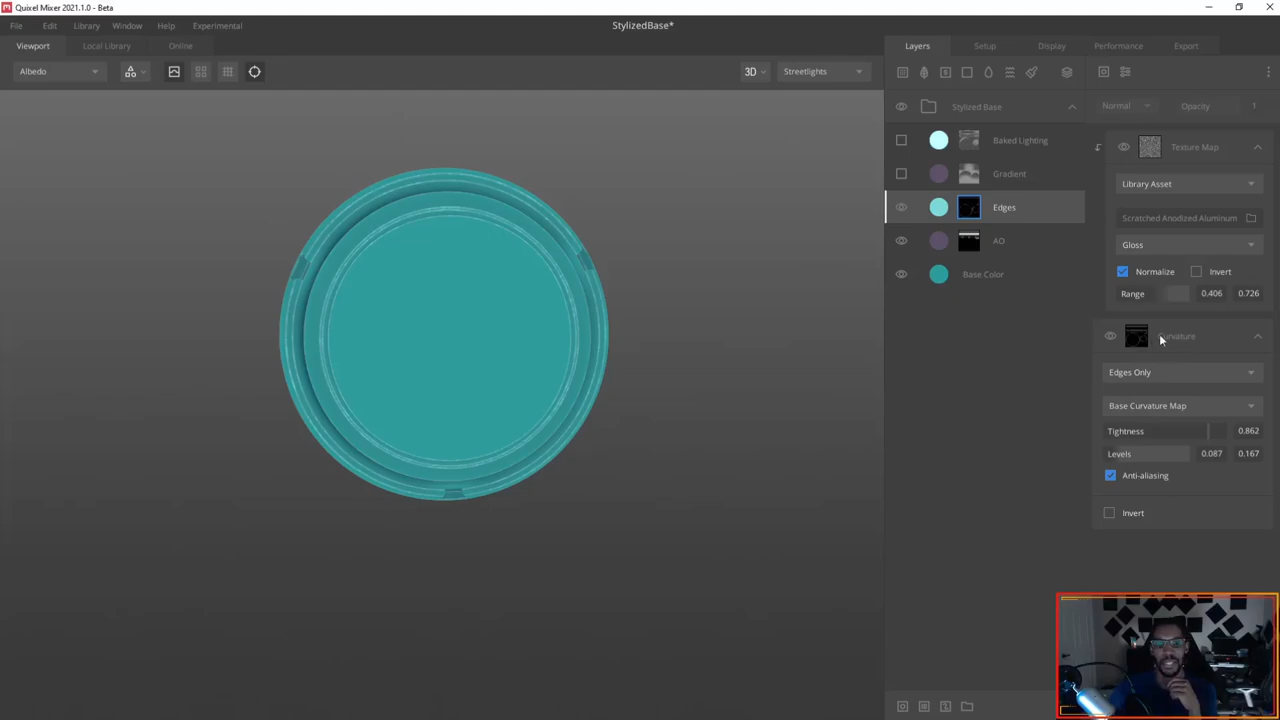 Quixel Mixer 2021.1.0 - Beta
File Edit Library Window Help Experimental
StylizedBase*
Viewport Local Library Online
Layers Setup Display Performance Export
Albedo
3D
Streetlights
Stylized Base
Normal Opacity 1
Baked Lighting
Texture Map
Gradient
Library Asset
Edges
Scratched Anodized Aluminum
AO
Gloss
Base Color
Normalize Invert
Range 0.406 0.726
Curvature
Edges Only
Base Curvature Map
Tightness 0.862
Levels 0.087 0.167
Anti-aliasing
Invert